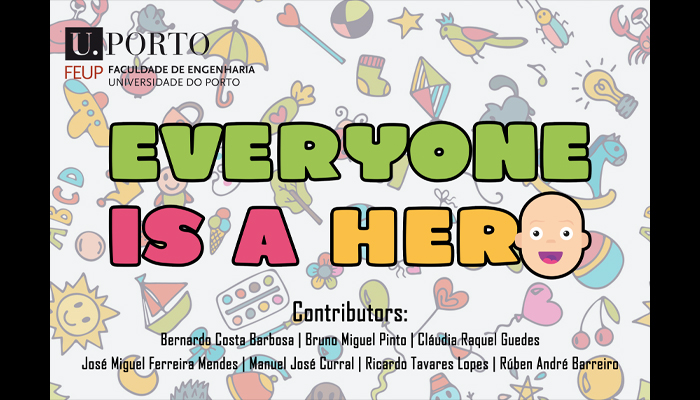 U. PORTO
FEUP FACULDADE DE ENGENHARIA
UNIVERSIDADE DO PORTO
EVERYONE
IS A HERO
ABCD
Contributors:
Bernardo Costa Barbosa | Bruno Miguel Pinto | Cláudia Raquel Guedes
José Miguel Ferreira Mendes | Manuel José Curral | Ricardo Tavares Lopes | Rúben André Barreiro